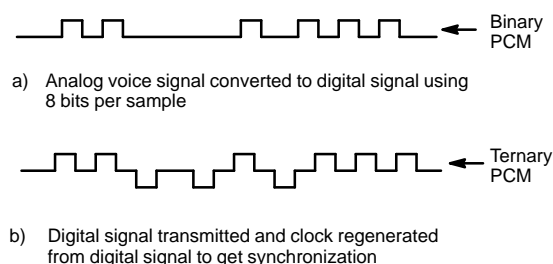 Binary
PCM
a) Analog voice signal converted to digital signal using
8 bits per sample
Ternary
PCM
b) Digital signal transmitted and clock regenerated
from digital signal to get synchronization